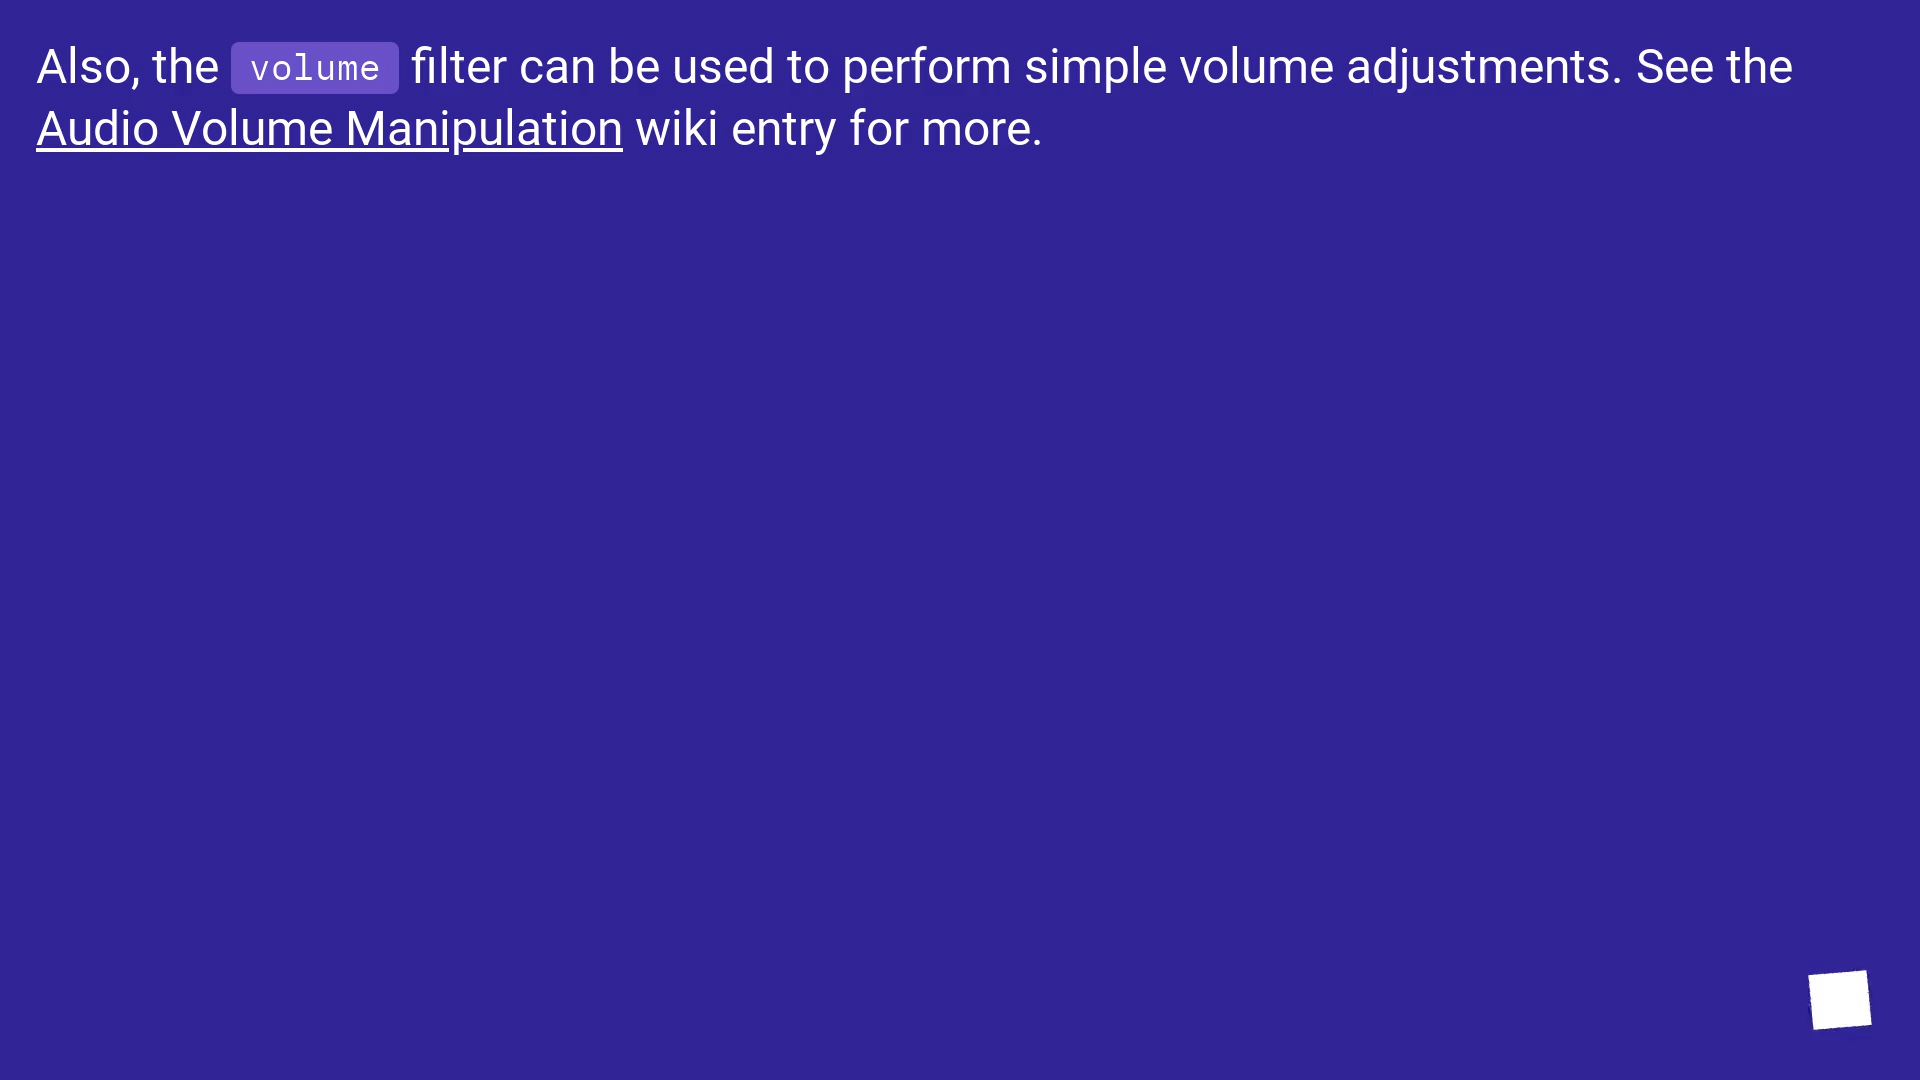 Also, the volume filter can be used to perform simple volume adjustments. See the
Audio Volume Manipulation wiki entry for more.